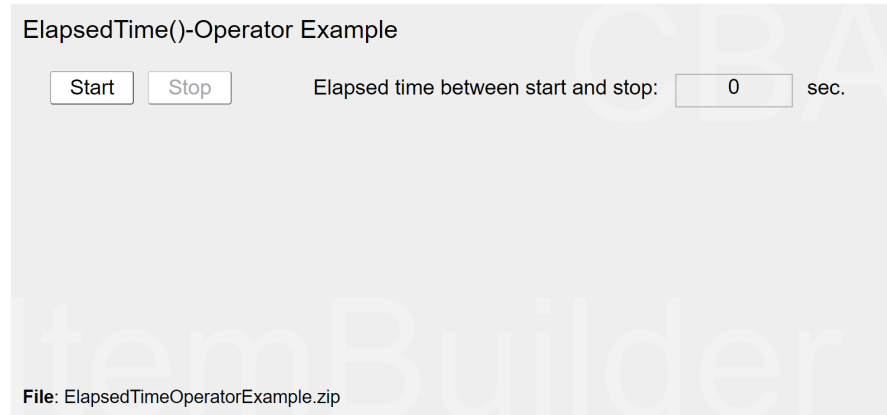 ElapsedTime()-Operator Example
Start Stop Elapsed time between start and stop: 0 sec.
CBA
ItemBuilder
File: ElapsedTimeOperatorExample.zip